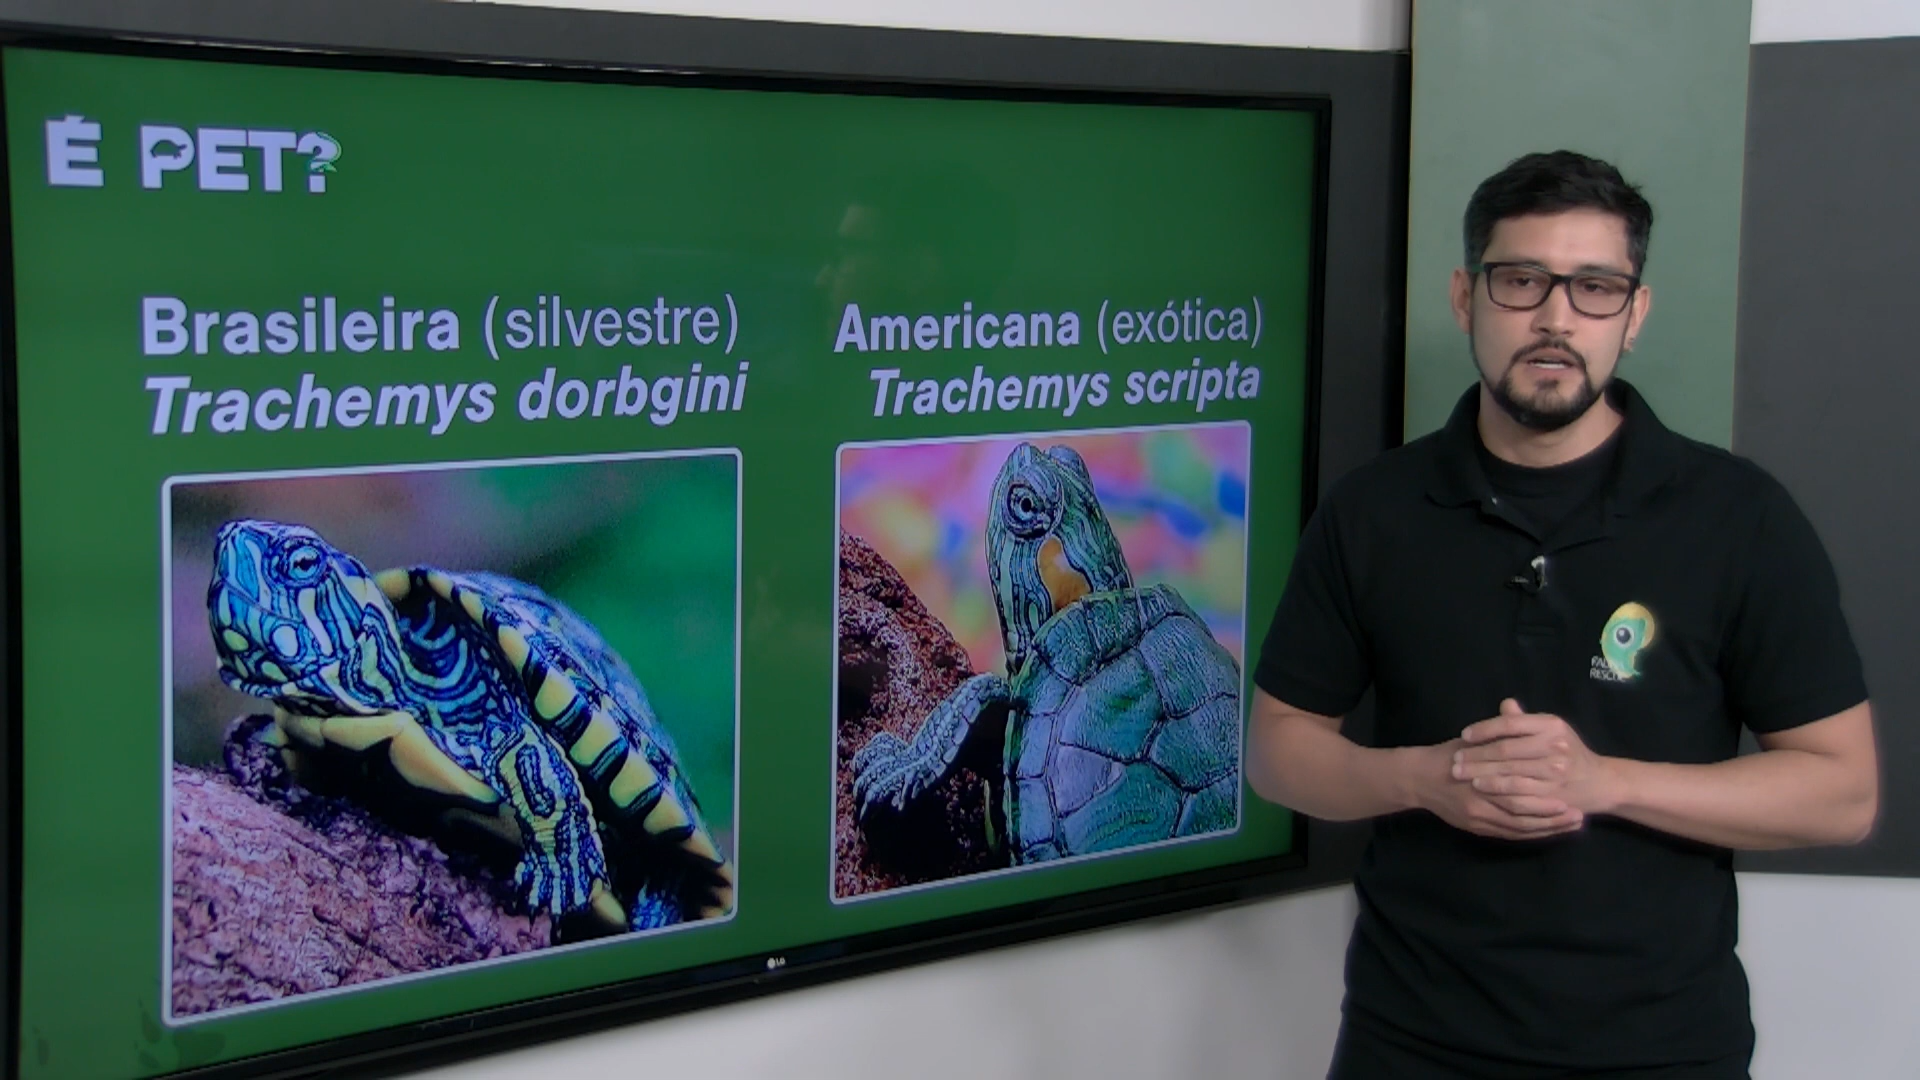 É PET?
Brasileira (silvestre)
Trachemys dorbgini
Americana (exótica)
Trachemys scripta
LG